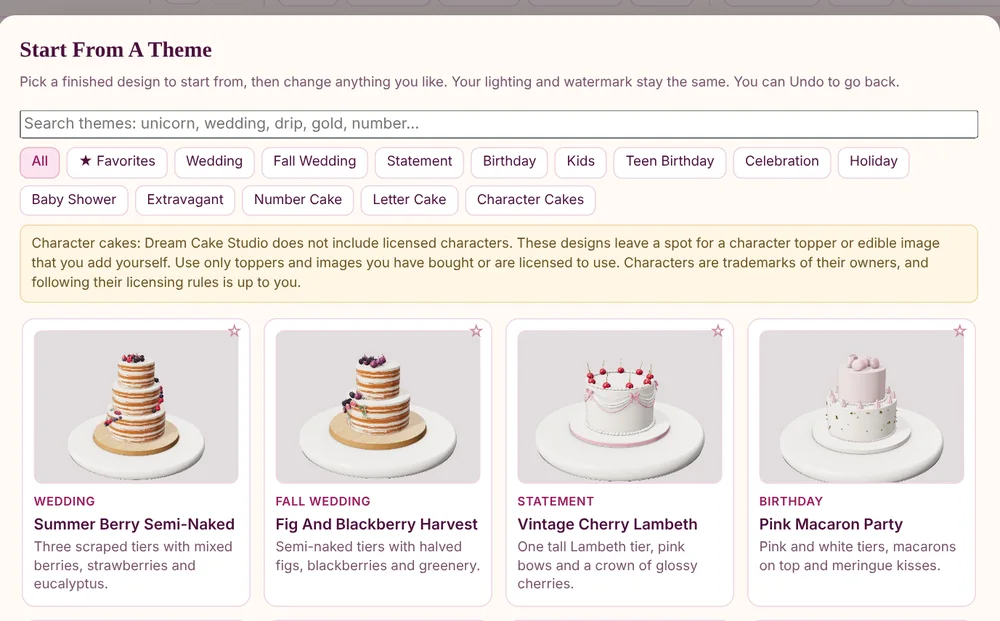 Start From A Theme
Pick a finished design to start from, then change anything you like. Your lighting and watermark stay the same. You can Undo to go back.
Search themes: unicorn, wedding, drip, gold, number...
All
★ Favorites
Wedding
Fall Wedding
Statement
Birthday
Kids
Teen Birthday
Celebration
Holiday
Baby Shower
Extravagant
Number Cake
Letter Cake
Character Cakes
Character cakes: Dream Cake Studio does not include licensed characters. These designs leave a spot for a character topper or edible image
that you add yourself. Use only toppers and images you have bought or are licensed to use. Characters are trademarks of their owners, and
following their licensing rules is up to you.
WEDDING
Summer Berry Semi-Naked
Three scraped tiers with mixed
berries, strawberries and
eucalyptus.
FALL WEDDING
Fig And Blackberry Harvest
Semi-naked tiers with halved
figs, blackberries and greenery.
STATEMENT
Vintage Cherry Lambeth
One tall Lambeth tier, pink
bows and a crown of glossy
cherries.
BIRTHDAY
Pink Macaron Party
Pink and white tiers, macarons
on top and meringue kisses.